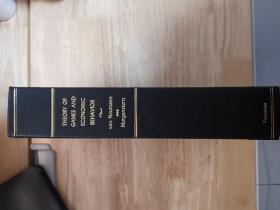 THEORY OF
GAMES AND
ECONOMIC
BEHAVIOR
von Neumann
and
Morgenstern
Princeton